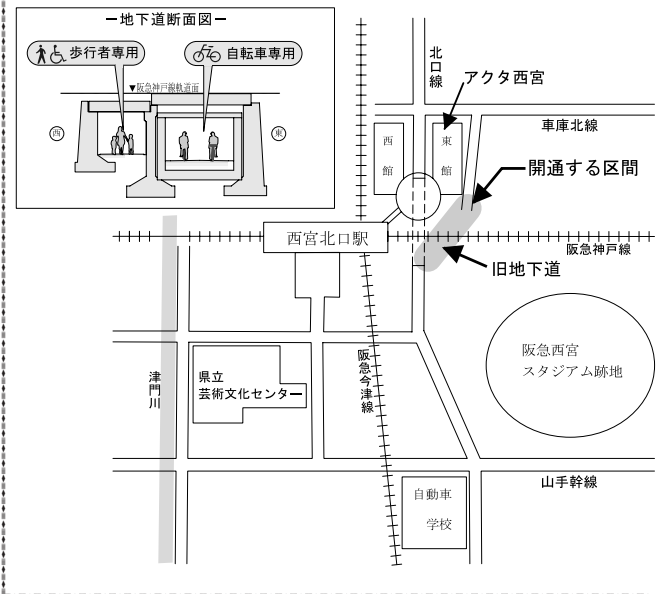 －地下道断面図－
歩行者専用
自転車専用
▼阪急神戸線軌道面
西
東
北口線
アクタ西宮
車庫北線
西館
東館
開通する区間
西宮北口駅
阪急神戸線
旧地下道
阪急西宮
スタジアム跡地
阪急今津線
津門川
県立
芸術文化センター
山手幹線
自動車
学校